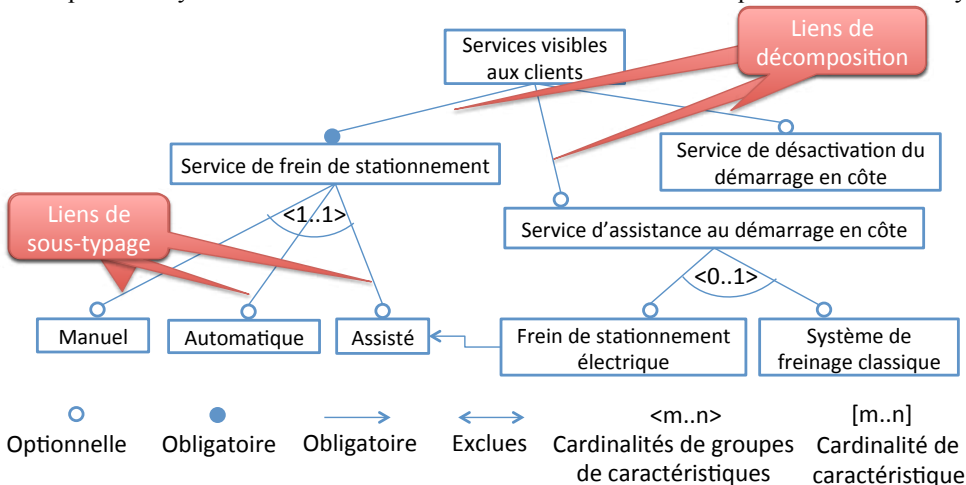 Services visibles
aux clients
Liens de
décomposition
Service de frein de stationnement
Service de désactivation du
démarrage en côte
Liens de
sous-typage
<1..1>
Service d'assistance au démarrage en côte
<0..1>
Manuel
Automatique
Assisté
Frein de stationnement
électrique
Système de
freinage classique
Optionnelle
Obligatoire
Obligatoire
Exclues
<m..n>
Cardinalités de groupes
de caractéristiques
[m..n]
Cardinalité de
caractéristique